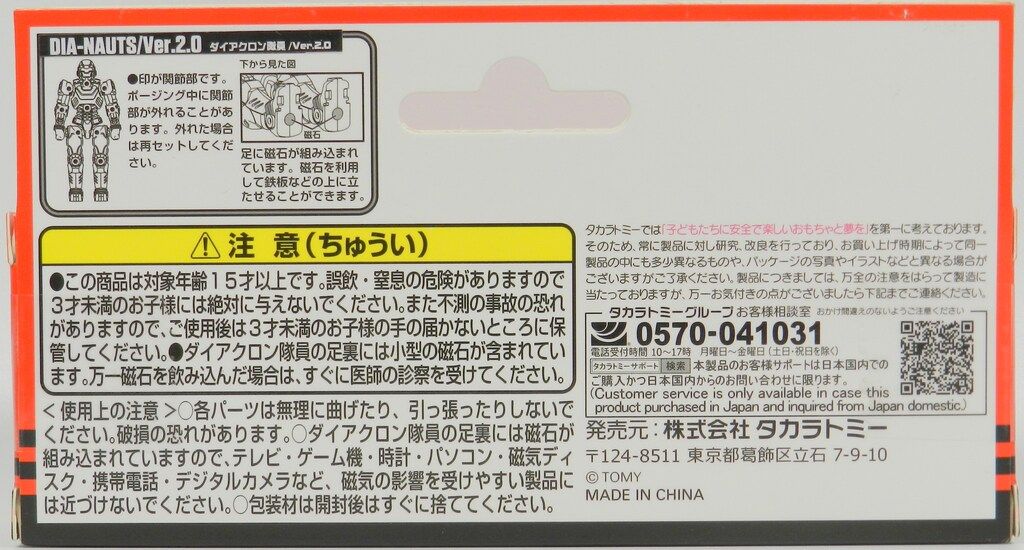 DIA-NAUTS/Ver.2.0 ダイアクロン隊員/Ver.2.0
●印が関節部です。
ポージング中に関節
部が外れることがあ
ります。外れた場合
は再セットしてくだ
さい。
下から見た図
磁石
足に磁石が組み込まれ
ています。磁石を利用
して鉄板などの上に立
たせることができます。
⚠注 意(ちゅうい)
●この商品は対象年齢15才以上です。誤飲・窒息の危険がありますので
3才未満のお子様には絶対に与えないでください。また不測の事故の恐れ
がありますので、ご使用後は3才未満のお子様の手の届かないところに保
管してください。●ダイアクロン隊員の足裏には小型の磁石が含まれてい
ます。万一磁石を飲み込んだ場合は、すぐに医師の診察を受けてください。
<使用上の注意>○各パーツは無理に曲げたり、引っ張ったりしないで
ください。破損の恐れがあります。○ダイアクロン隊員の足裏には磁石が
組み込まれていますので、テレビ・ゲーム機・時計・パソコン・磁気ディ
スク・携帯電話・デジタルカメラなど、磁気の影響を受けやすい製品に
は近づけないでください。○包装材は開封後はすぐに捨ててください。
タカラトミーでは「子どもたちに安全で楽しいおもちゃと夢を」を第一に考えております。
そのため、常に製品に対し研究、改良を行っており、お買い上げ時期によって同一
製品の中にも多少異なるものや、パッケージの写真やイラストなどと異なる場合が
ございますがご了承ください。製品につきましては、万全の注意をはらって製造に
当たっておりますが、万一お気付きの点がございましたら下記までご連絡ください。
タカラトミーグループ お客様相談室 おかけ間違えのないようご注意ください
0570-041031
電話受付時間 10〜17時 月曜日〜金曜日(土日・祝日を除く)
タカラトミーサポート 検索 本製品のお客様サポートは日本国内での
ご購入かつ日本国内からのお問い合わせに限ります。
(Customer service is only available in case this
product purchased in Japan and inquired from Japan domestic.)
発売元:株式会社 タカラトミー
〒124-8511 東京都葛飾区立石 7-9-10
©TOMY
MADE IN CHINA